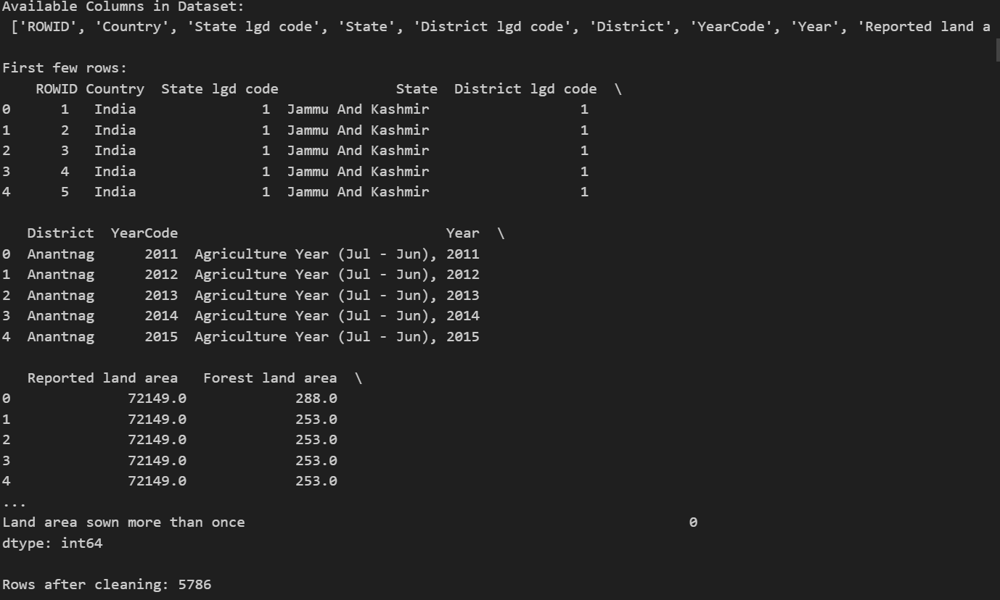 Available Columns in Dataset:
 ['ROWID', 'Country', 'State lgd code', 'State', 'District lgd code', 'District', 'YearCode', 'Year', 'Reported land a

First few rows:
    ROWID Country  State lgd code              State  District lgd code  \
0      1   India               1  Jammu And Kashmir                  1
1      2   India               1  Jammu And Kashmir                  1
2      3   India               1  Jammu And Kashmir                  1
3      4   India               1  Jammu And Kashmir                  1
4      5   India               1  Jammu And Kashmir                  1

   District  YearCode                                Year  \
0  Anantnag      2011  Agriculture Year (Jul - Jun), 2011
1  Anantnag      2012  Agriculture Year (Jul - Jun), 2012
2  Anantnag      2013  Agriculture Year (Jul - Jun), 2013
3  Anantnag      2014  Agriculture Year (Jul - Jun), 2014
4  Anantnag      2015  Agriculture Year (Jul - Jun), 2015

   Reported land area   Forest land area  \
0              72149.0             288.0
1              72149.0             253.0
2              72149.0             253.0
3              72149.0             253.0
4              72149.0             253.0
...
Land area sown more than once                                                     0
dtype: int64

Rows after cleaning: 5786